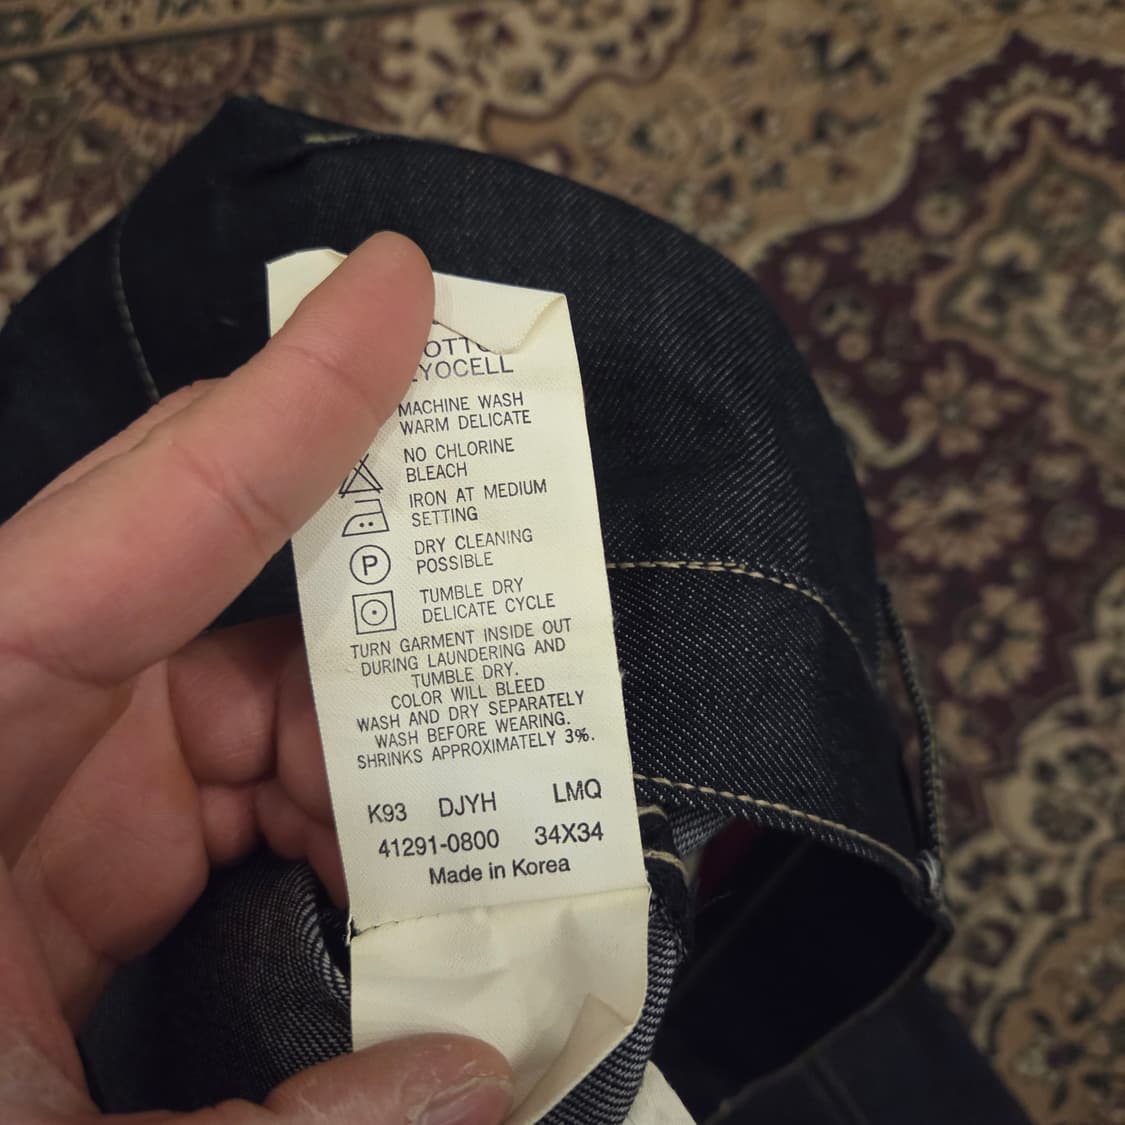 MACHINE WASH
WARM DELICATE
NO CHLORINE
BLEACH
IRON AT MEDIUM
SETTING
P
DRY CLEANING
POSSIBLE
TUMBLE DRY
DELICATE CYCLE
TURN GARMENT INSIDE OUT
DURING LAUNDERING AND
TUMBLE DRY.
COLOR WILL BLEED
WASH AND DRY SEPARATELY
WASH BEFORE WEARING.
SHRINKS APPROXIMATELY 3%.
K93 DJYH LMQ
41291-0800 34X34
Made in Korea